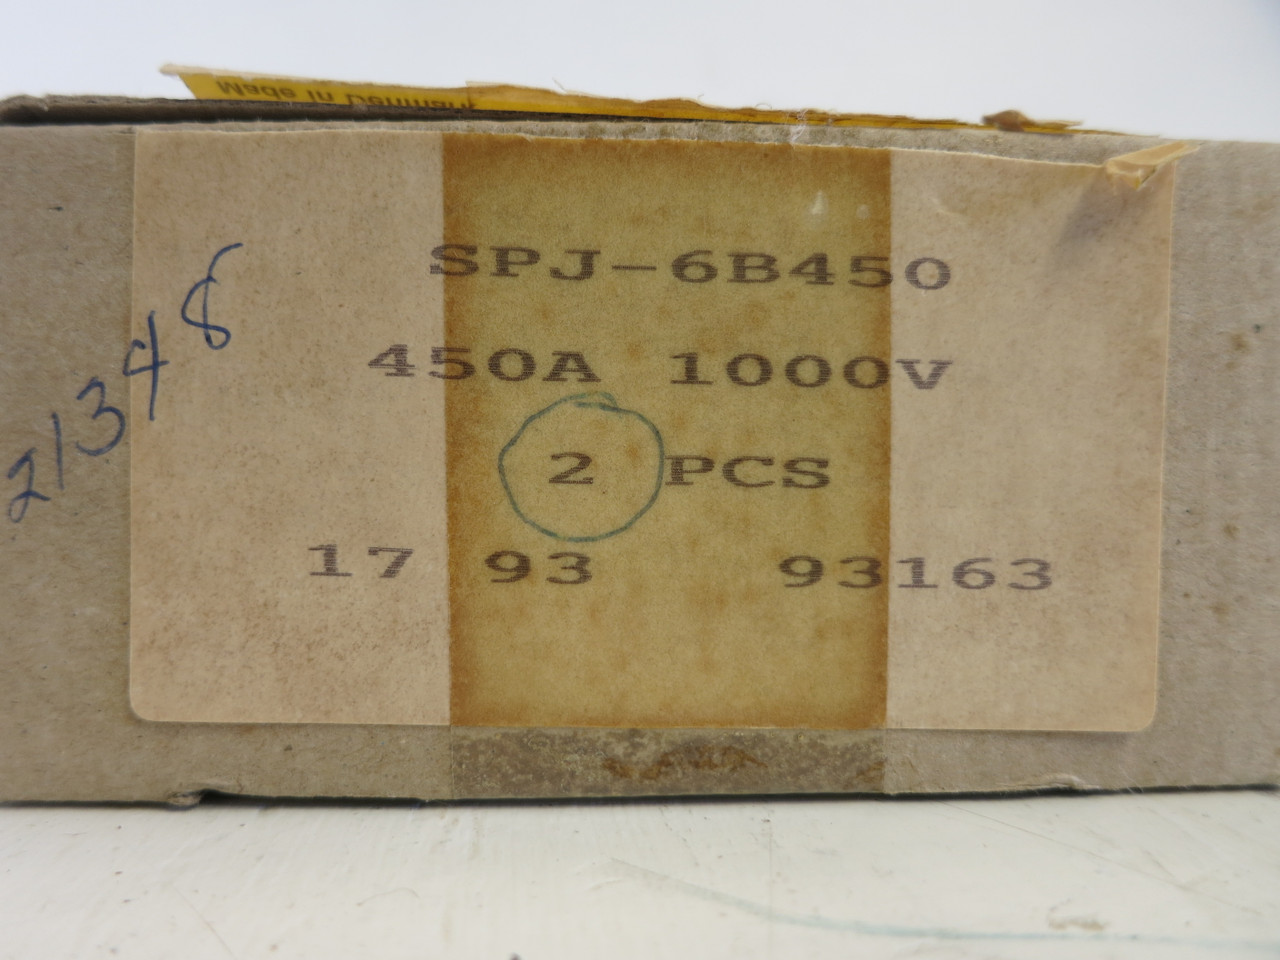 Made in Denmark
SPJ-6B450
450A 1000V
2 PCS
17 93 93163
21348